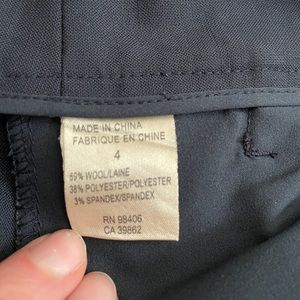 MADE IN CHINA
FABRIQUE EN CHINE
4
59% WOOL/LAINE
38% POLYESTER/POLYESTER
3% SPANDEX/SPANDEX
RN 98406
CA 39862